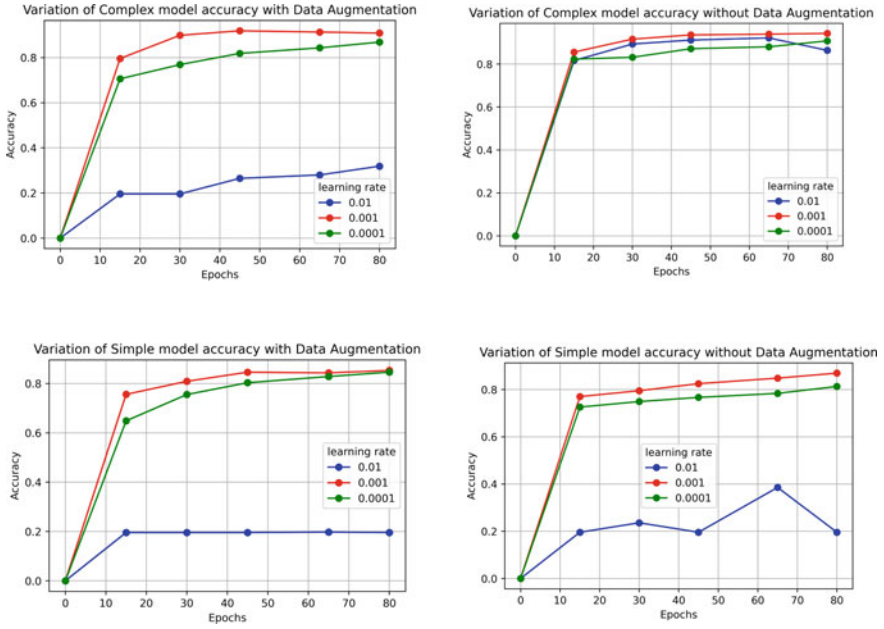 Variation of Complex model accuracy with Data Augmentation
Accuracy
0.8
0.6
0.4
0.2
0.0
learning rate
0.01
0.001
0.0001
0 10 20 30 40 50 60 70 80
Epochs
Variation of Complex model accuracy without Data Augmentation
Accuracy
0.8
0.6
0.4
0.2
0.0
learning rate
0.01
0.001
0.0001
0 10 20 30 40 50 60 70 80
Epochs
Variation of Simple model accuracy with Data Augmentation
Accuracy
0.8
0.6
0.4
0.2
0.0
learning rate
0.01
0.001
0.0001
0 10 20 30 40 50 60 70 80
Epochs
Variation of Simple model accuracy without Data Augmentation
Accuracy
0.8
0.6
0.4
0.2
0.0
learning rate
0.01
0.001
0.0001
0 10 20 30 40 50 60 70 80
Epochs